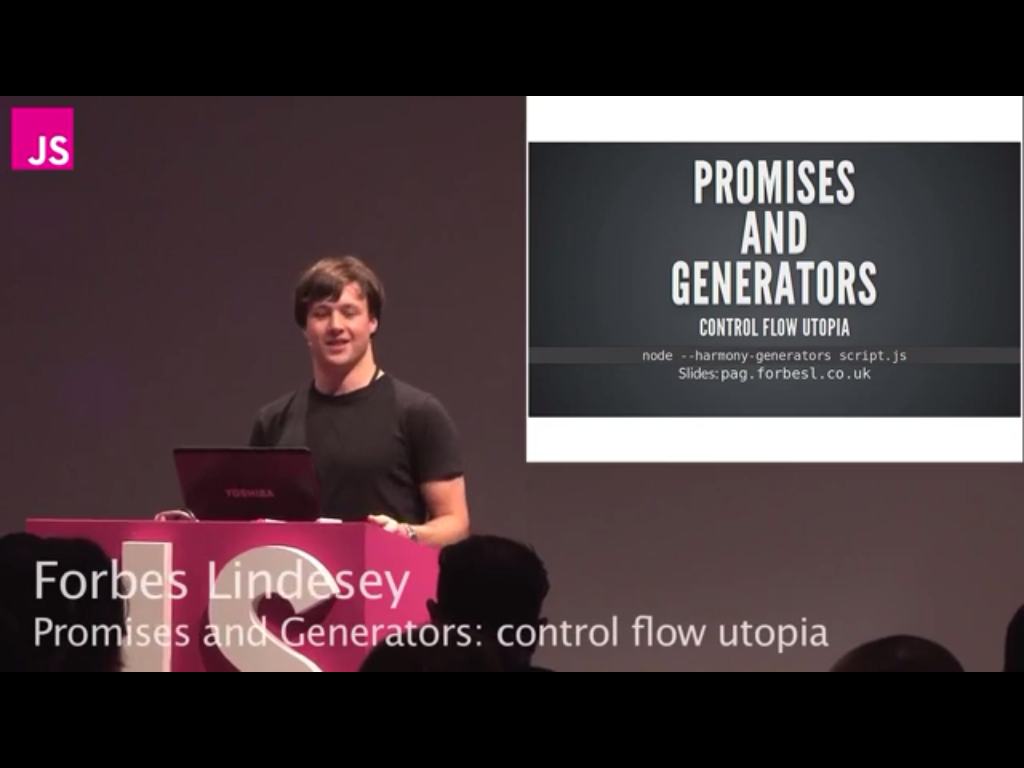 JS
PROMISES
AND
GENERATORS
CONTROL FLOW UTOPIA
node --harmony-generators script.js
Slides: pag.forbesl.co.uk
TOSHIBA
JS
Forbes Lindesey
Promises and Generators: control flow utopia